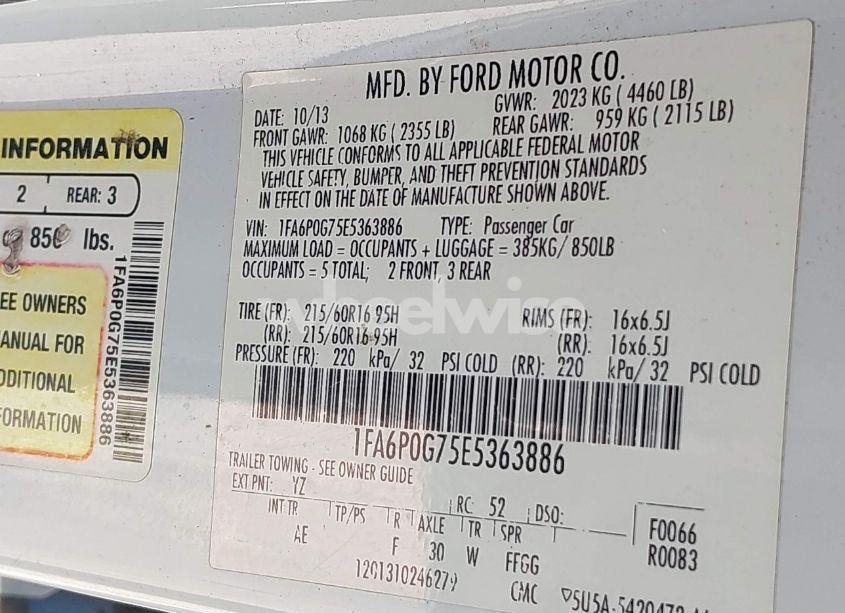 INFORMATION
2 REAR: 3
850 lbs.
EE OWNERS
ANUAL FOR
DDITIONAL
FORMATION
1FA6P0G75E5363886
MFD. BY FORD MOTOR CO.
DATE: 10/13 GVWR: 2023 KG ( 4460 LB)
FRONT GAWR: 1068 KG ( 2355 LB) REAR GAWR: 959 KG ( 2115 LB)
THIS VEHICLE CONFORMS TO ALL APPLICABLE FEDERAL MOTOR
VEHICLE SAFETY, BUMPER, AND THEFT PREVENTION STANDARDS
IN EFFECT ON THE DATE OF MANUFACTURE SHOWN ABOVE.
VIN: 1FA6P0G75E5363886 TYPE: Passenger Car
MAXIMUM LOAD = OCCUPANTS + LUGGAGE = 385KG/ 850LB
OCCUPANTS = 5 TOTAL; 2 FRONT, 3 REAR
wheelwise
TIRE (FR): 215/60R16 95H RIMS (FR): 16x6.5J
(RR): 215/60R16 95H (RR): 16x6.5J
PRESSURE (FR): 220 kPa/ 32 PSI COLD (RR): 220 kPa/ 32 PSI COLD
1FA6P0G75E5363886
TRAILER TOWING - SEE OWNER GUIDE
EXT PNT: YZ RC: 52 DSO:
INT TR TP/PS R AXLE TR SPR F0066
AE F 30 W FFGG R0083
1201310246279 CMC